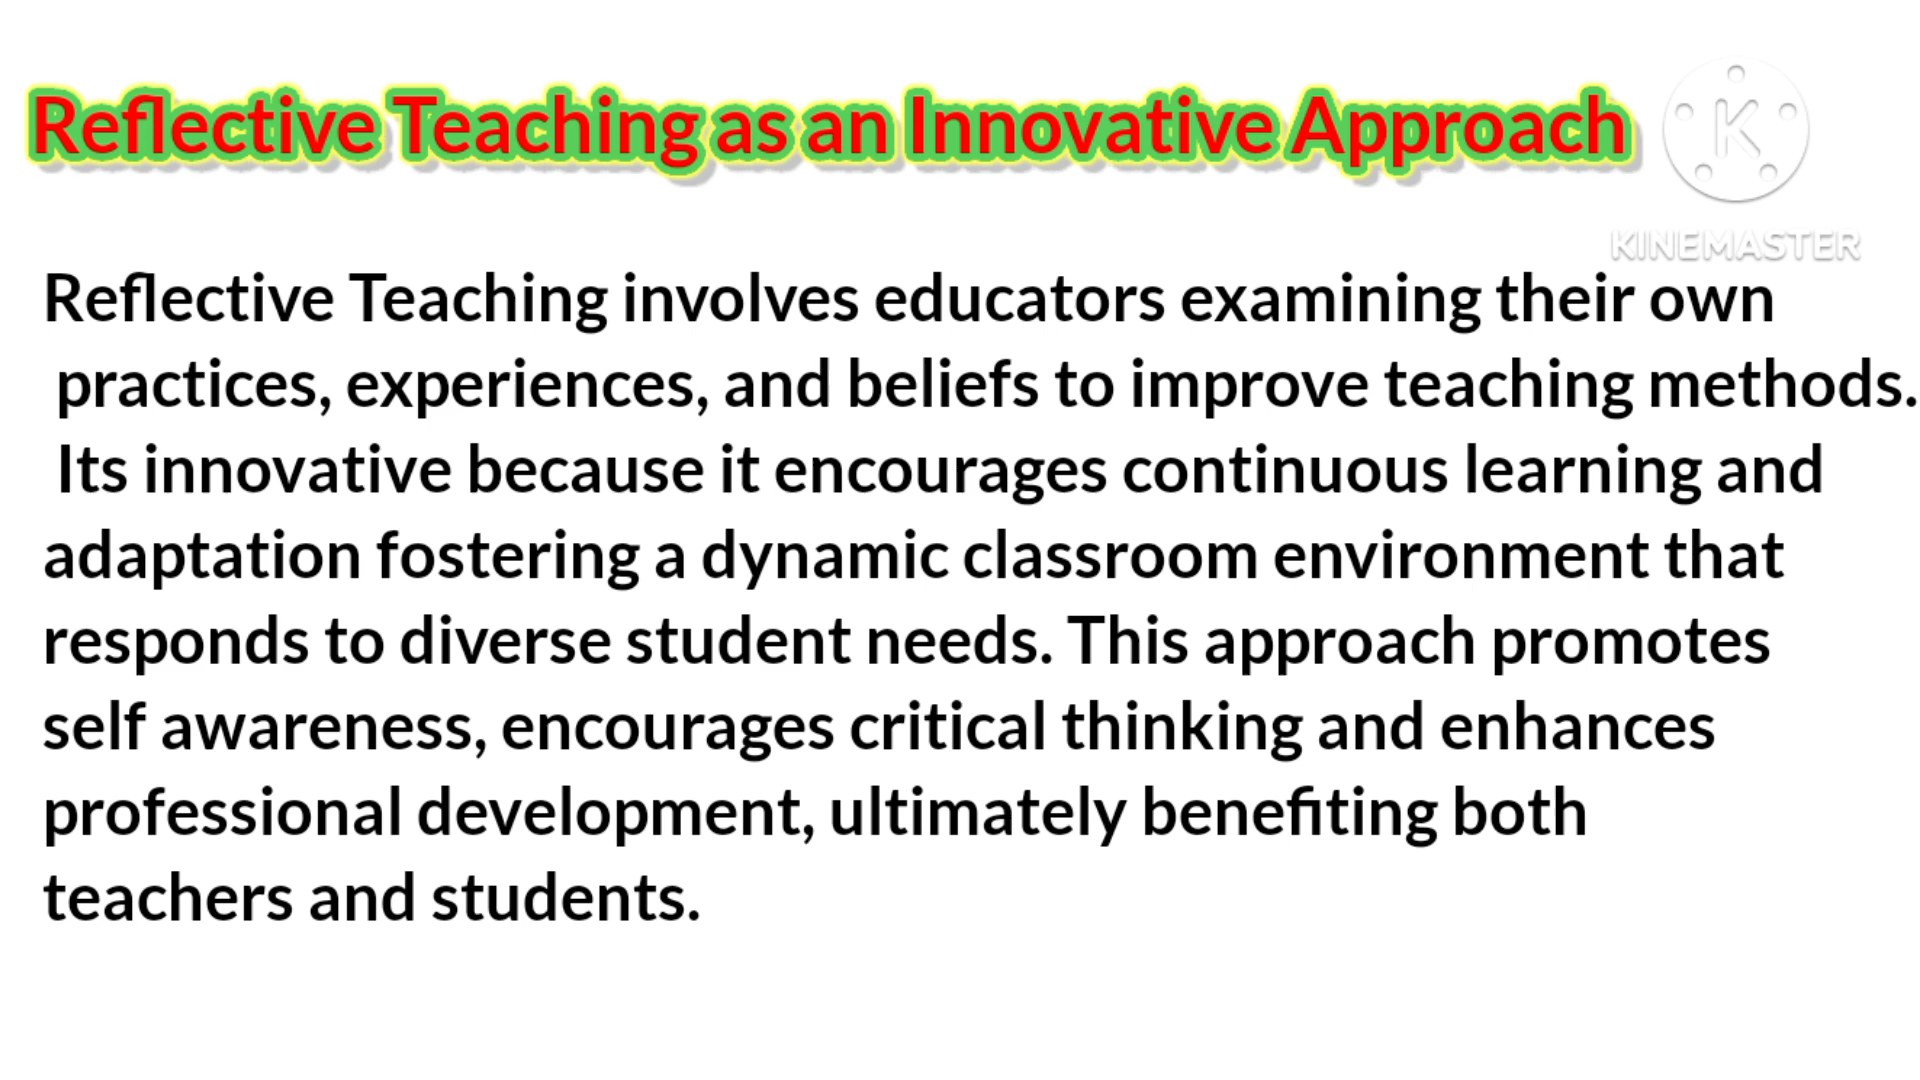 Reflective Teaching as an Innovative Approach
K
KINEMASTER
Reflective Teaching involves educators examining their own
practices, experiences, and beliefs to improve teaching methods.
Its innovative because it encourages continuous learning and
adaptation fostering a dynamic classroom environment that
responds to diverse student needs. This approach promotes
self awareness, encourages critical thinking and enhances
professional development, ultimately benefiting both
teachers and students.